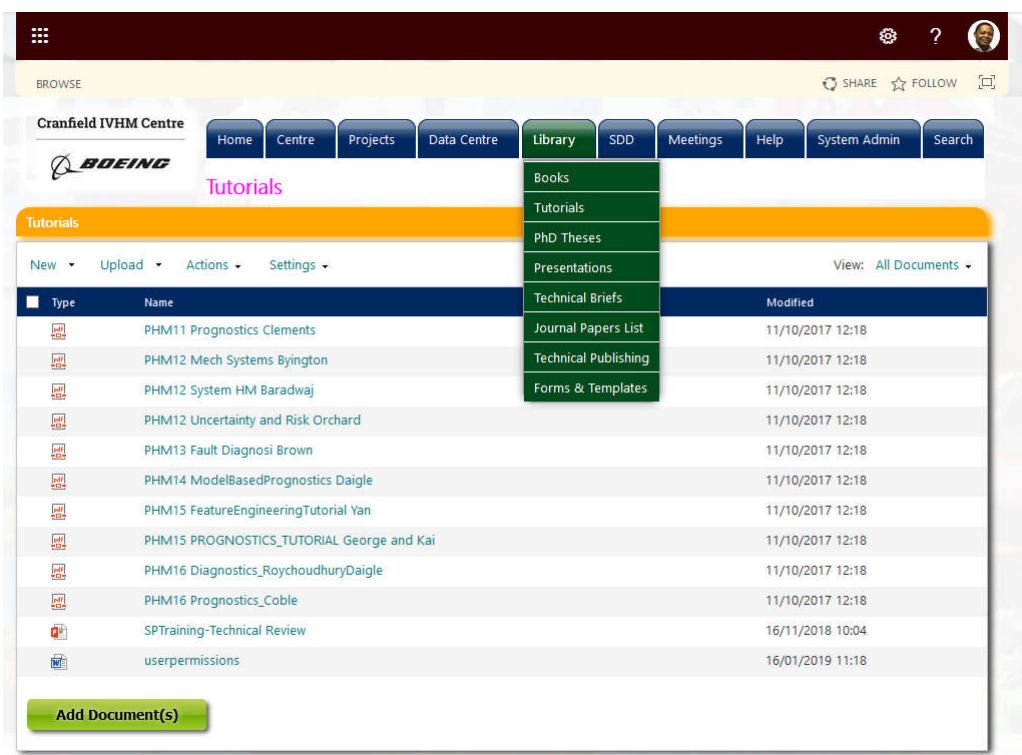 ?
BROWSE
SHARE FOLLOW
Cranfield IVHM Centre
BOEING
Home Centre Projects Data Centre Library SDD Meetings Help System Admin Search
Tutorials
Books
Tutorials
PhD Theses
Presentations
Technical Briefs
Journal Papers List
Technical Publishing
Forms & Templates
Tutorials
New Upload Actions Settings View: All Documents
Type Name Modified
PHM11 Prognostics Clements 11/10/2017 12:18
PHM12 Mech Systems Byington 11/10/2017 12:18
PHM12 System HM Baradwaj 11/10/2017 12:18
PHM12 Uncertainty and Risk Orchard 11/10/2017 12:18
PHM13 Fault Diagnosi Brown 11/10/2017 12:18
PHM14 ModelBasedPrognostics Daigle 11/10/2017 12:18
PHM15 FeatureEngineeringTutorial Yan 11/10/2017 12:18
PHM15 PROGNOSTICS_TUTORIAL George and Kai 11/10/2017 12:18
PHM16 Diagnostics_RoychoudhuryDaigle 11/10/2017 12:18
PHM16 Prognostics_Coble 11/10/2017 12:18
SPTraining-Technical Review 16/11/2018 10:04
userpermissions 16/01/2019 11:18
Add Document(s)